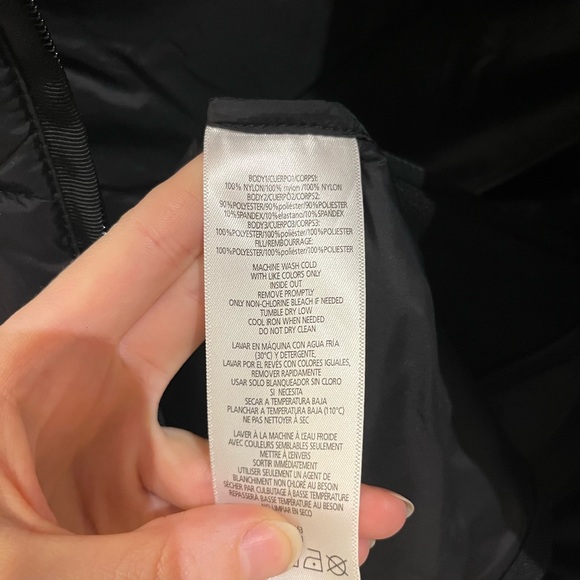 BODY1/CUERPO1/CORPS1:
100% NYLON/100% nylon /100% NYLON
BODY2/CUERPO2/CORPS2:
90%POLYESTER/90%poliéster/90%POLIESTER
10%SPANDEX/10%elastano/10%SPANDEX
BODY3/CUERPO3/CORPS3:
100%POLYESTER/100%poliéster/100%POLIESTER
FILL/REMBOURRAGE:
100%POLYESTER/100%poliéster/100%POLIESTER
MACHINE WASH COLD
WITH LIKE COLORS ONLY
INSIDE OUT
REMOVE PROMPTLY
ONLY NON-CHLORINE BLEACH IF NEEDED
TUMBLE DRY LOW
COOL IRON WHEN NEEDED
DO NOT DRY CLEAN
LAVAR EN MÁQUINA CON AGUA FRÍA
(30°C) Y DETERGENTE,
LAVAR POR EL REVÉS CON COLORES IGUALES,
REMOVER RAPIDAMENTE
USAR SOLO BLANQUEADOR SIN CLORO
SI NECESITA
SECAR A TEMPERATURA BAJA
PLANCHAR A TEMPERATURA BAJA (110°C)
NE PAS NETTOYER À SEC
LAVER À LA MACHINE À L'EAU FROIDE
AVEC COULEURS SEMBLABLES SEULEMENT
METTRE À L'ENVERS
SORTIR IMMÉDIATEMENT
UTILISER SEULEMENT UN AGENT DE
BLANCHIMENT NON CHLORÉ AU BESOIN
SÉCHER PAR CULBUTAGE À BASSE TEMPÉRATURE
REPASSERÀ BASSE TEMPÉRATURE AU BESOIN
LIMPIAR EN SECO